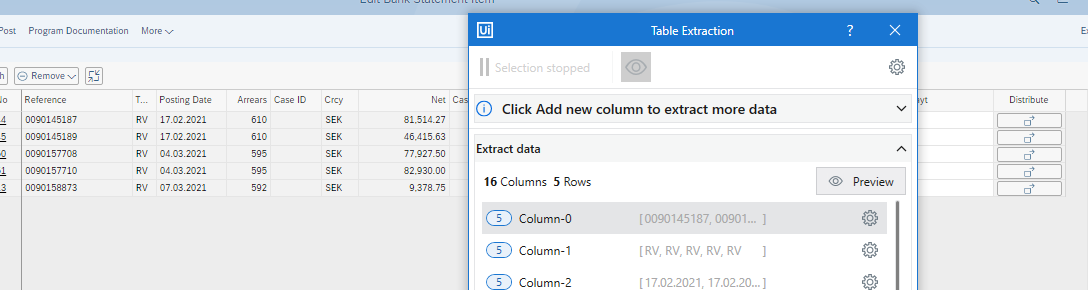 Edit Bank Statement Item
Post Program Documentation More
Remove
No Reference T... Posting Date Arrears Case ID Crcy Net Cas Distribute
4 0090145187 RV 17.02.2021 610 SEK 81,514.27
5 0090145189 RV 17.02.2021 610 SEK 46,415.63
0 0090157708 RV 04.03.2021 595 SEK 77,927.50
1 0090157710 RV 04.03.2021 595 SEK 82,930.00
3 0090158873 RV 07.03.2021 592 SEK 9,378.75
Ui Table Extraction ?
Selection stopped
Click Add new column to extract more data
Extract data
16 Columns 5 Rows Preview
5 Column-0 [ 0090145187, 00901... ]
5 Column-1 [ RV, RV, RV, RV, RV ]
5 Column-2 [ 17.02.2021, 17.02.20... ]